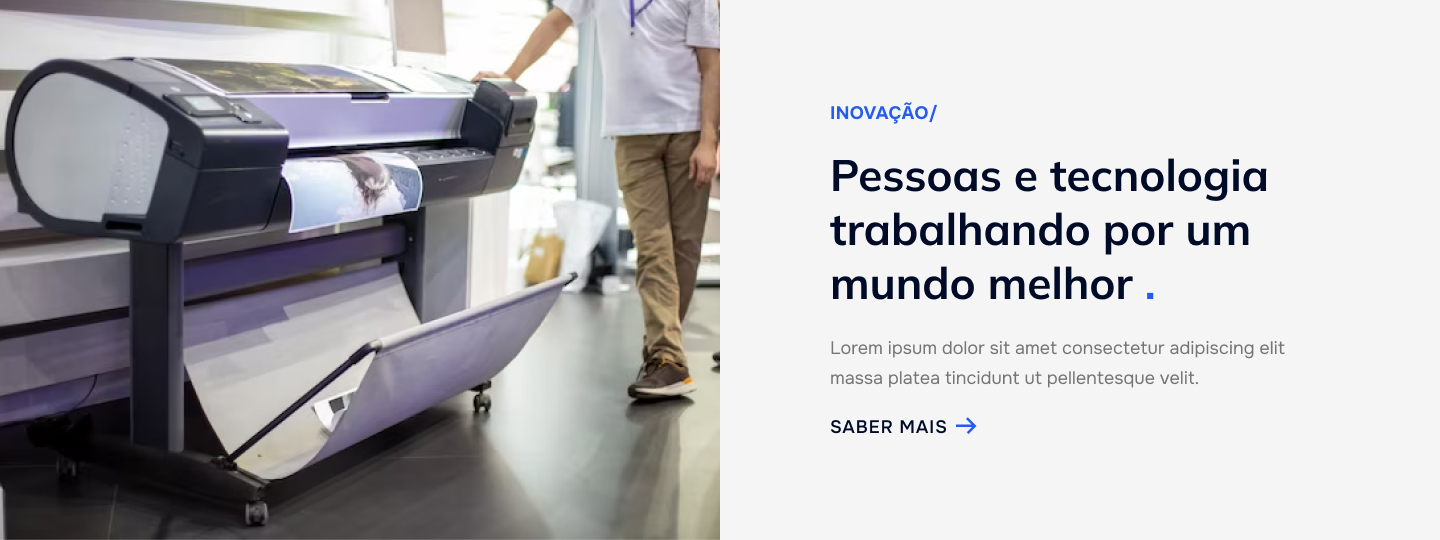 INOVAÇÃO/
Pessoas e tecnologia
trabalhando por um
mundo melhor .
Lorem ipsum dolor sit amet consectetur adipiscing elit
massa platea tincidunt ut pellentesque velit.
SABER MAIS